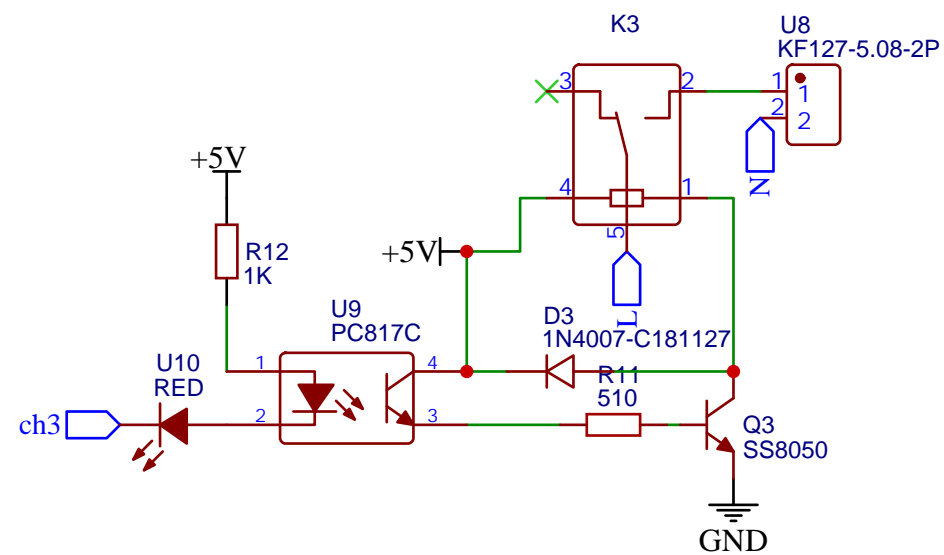 K3
U8
KF127-5.08-2P
3
2
1
1
2
2
N
+5V
4
1
5
R12
1K
+5V
L
U9
PC817C
D3
1N4007-C181127
U10
RED
1
4
R11
510
ch3
2
3
Q3
SS8050
GND